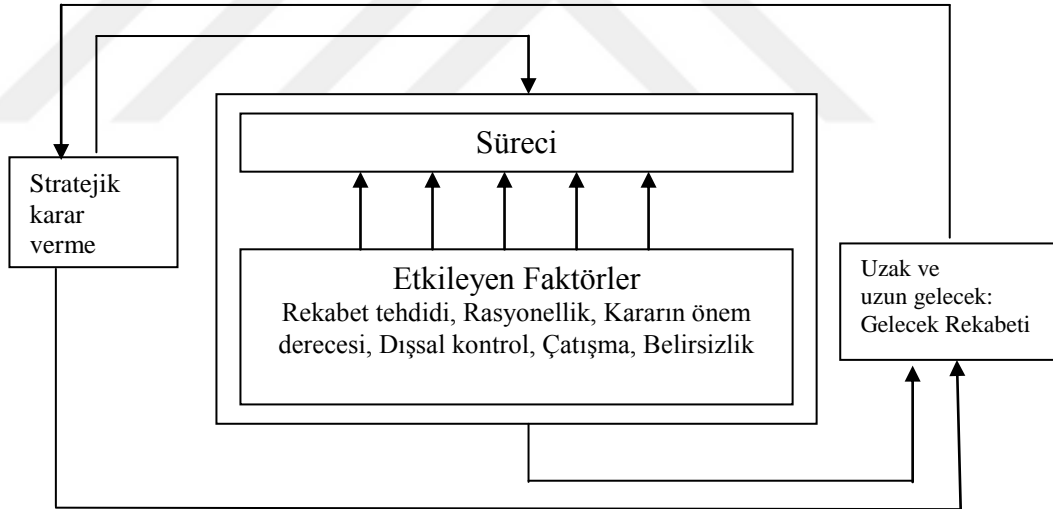 Süreci
Stratejik
karar
verme
Etkileyen Faktörler
Rekabet tehdidi, Rasyonellik, Kararın önem
derecesi, Dışsal kontrol, Çatışma, Belirsizlik
Uzak ve
uzun gelecek:
Gelecek Rekabeti